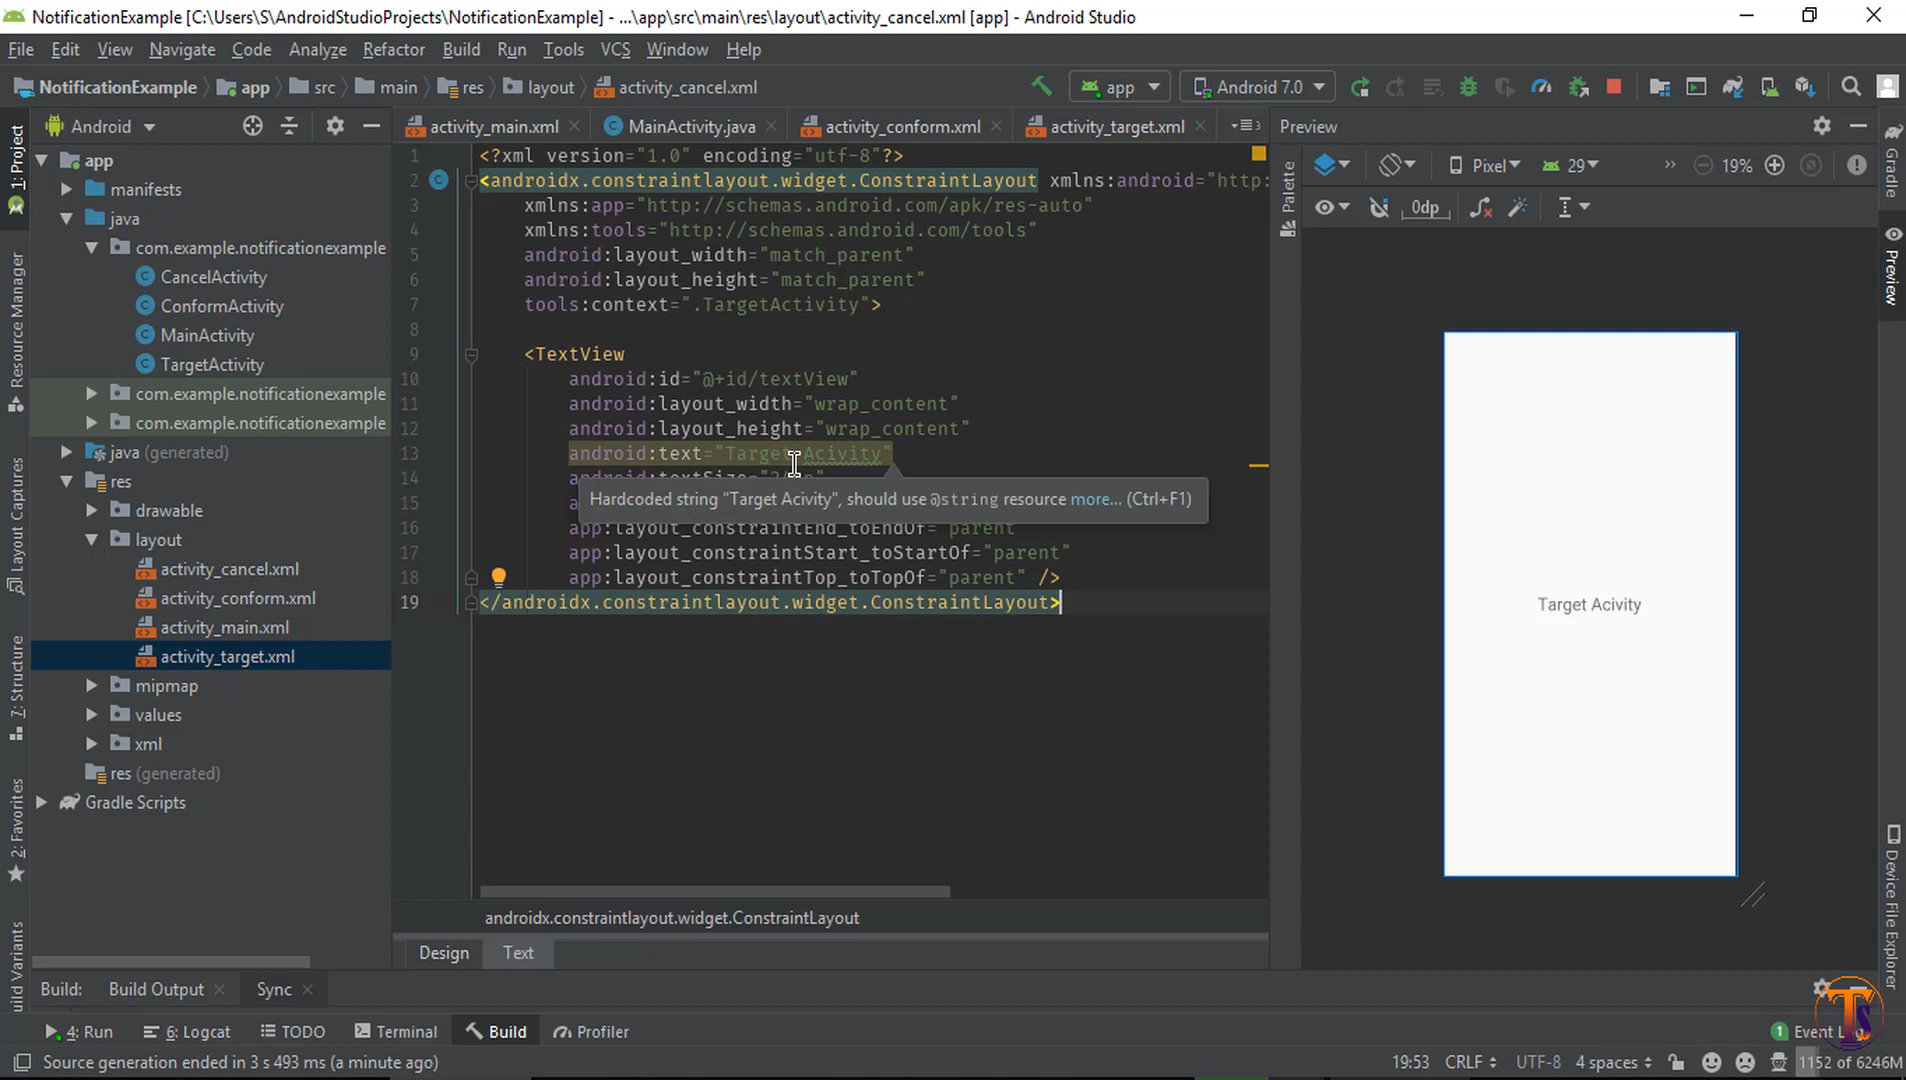 NotificationExample [C:\Users\S\AndroidStudioProjects\NotificationExample] - ...\app\src\main\res\layout\activity_cancel.xml [app] - Android Studio
File Edit View Navigate Code Analyze Refactor Build Run Tools VCS Window Help
NotificationExample app src main res layout activity_cancel.xml app Android 7.0
1: Project
Resource Manager
Layout Captures
7: Structure
2: Favorites
Android
app
manifests
java
com.example.notificationexample
CancelActivity
ConformActivity
MainActivity
TargetActivity
com.example.notificationexample
com.example.notificationexample
java (generated)
res
drawable
layout
activity_cancel.xml
activity_conform.xml
activity_main.xml
activity_target.xml
mipmap
values
xml
res (generated)
Gradle Scripts
activity_main.xml MainActivity.java activity_conform.xml activity_target.xml 3
1 <?xml version="1.0" encoding="utf-8"?>
2 <androidx.constraintlayout.widget.ConstraintLayout xmlns:android="http:
3 xmlns:app="http://schemas.android.com/apk/res-auto"
4 xmlns:tools="http://schemas.android.com/tools"
5 android:layout_width="match_parent"
6 android:layout_height="match_parent"
7 tools:context=".TargetActivity">
8
9 <TextView
10 android:id="@+id/textView"
11 android:layout_width="wrap_content"
12 android:layout_height="wrap_content"
13 android:text="Target Acivity"
14
Hardcoded string "Target Acivity", should use @string resource more... (Ctrl+F1)
15
16 app:layout_constraintEnd_toEndOf="parent"
17 app:layout_constraintStart_toStartOf="parent"
18 app:layout_constraintTop_toTopOf="parent" />
19 </androidx.constraintlayout.widget.ConstraintLayout>
androidx.constraintlayout.widget.ConstraintLayout
Design Text
Preview
Palette
Pixel 29 19%
0dp
Target Acivity
Gradle
Preview
Device File Explorer
Build: Build Output Sync
4: Run 6: Logcat TODO Terminal Build Profiler 1 Event
Source generation ended in 3 s 493 ms (a minute ago) 19:53 CRLF UTF-8 4 spaces 1152 of 6246M